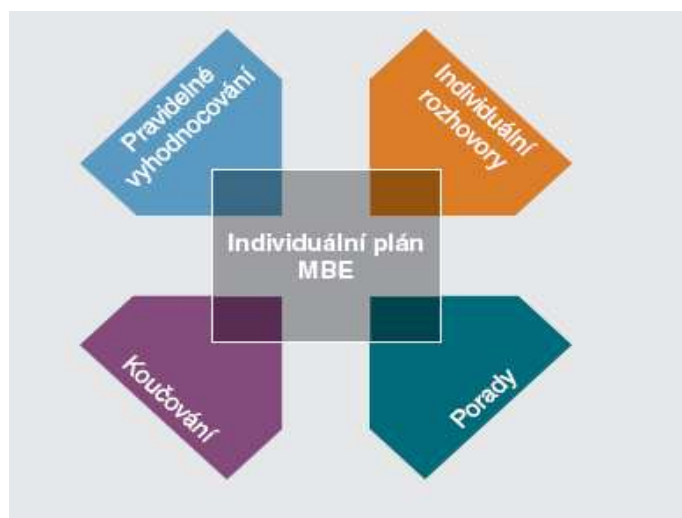 Pravidelné
vyhodnocování
Individuální
rozhovory
Individuální plán
MBE
Koučování
Porady